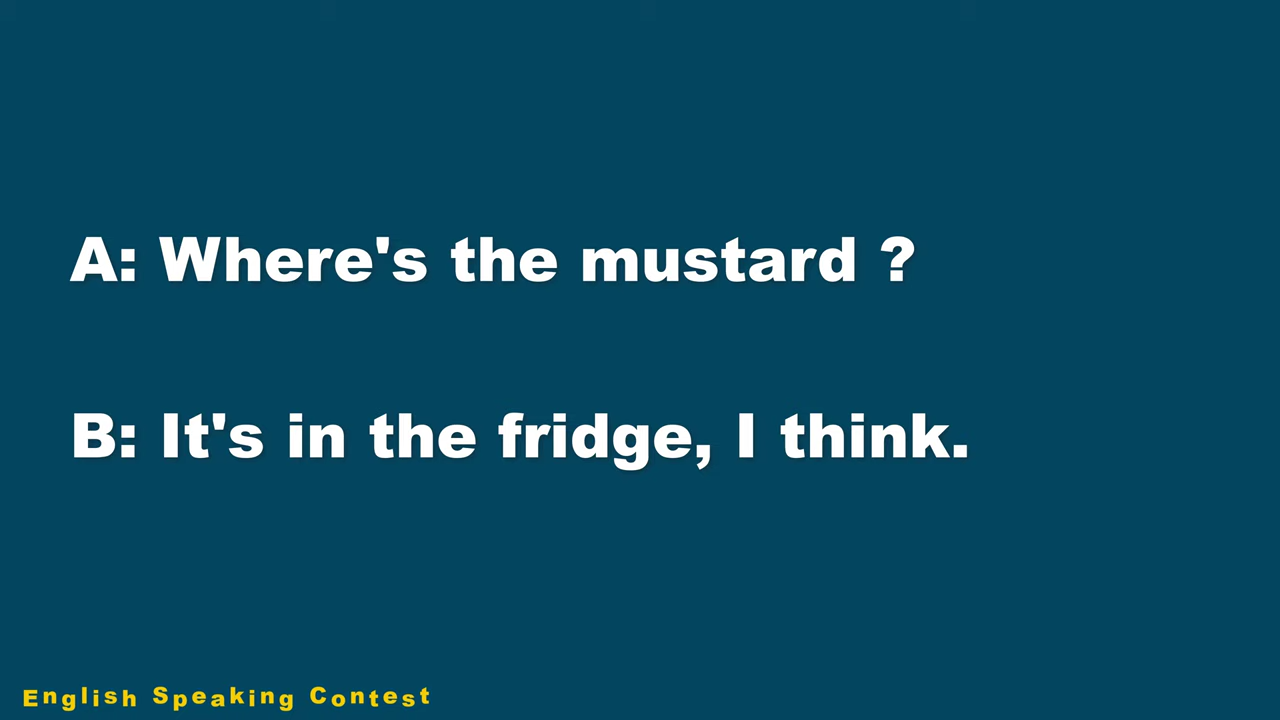 A: Where's the mustard ?
B: It's in the fridge, I think.
English Speaking Contest